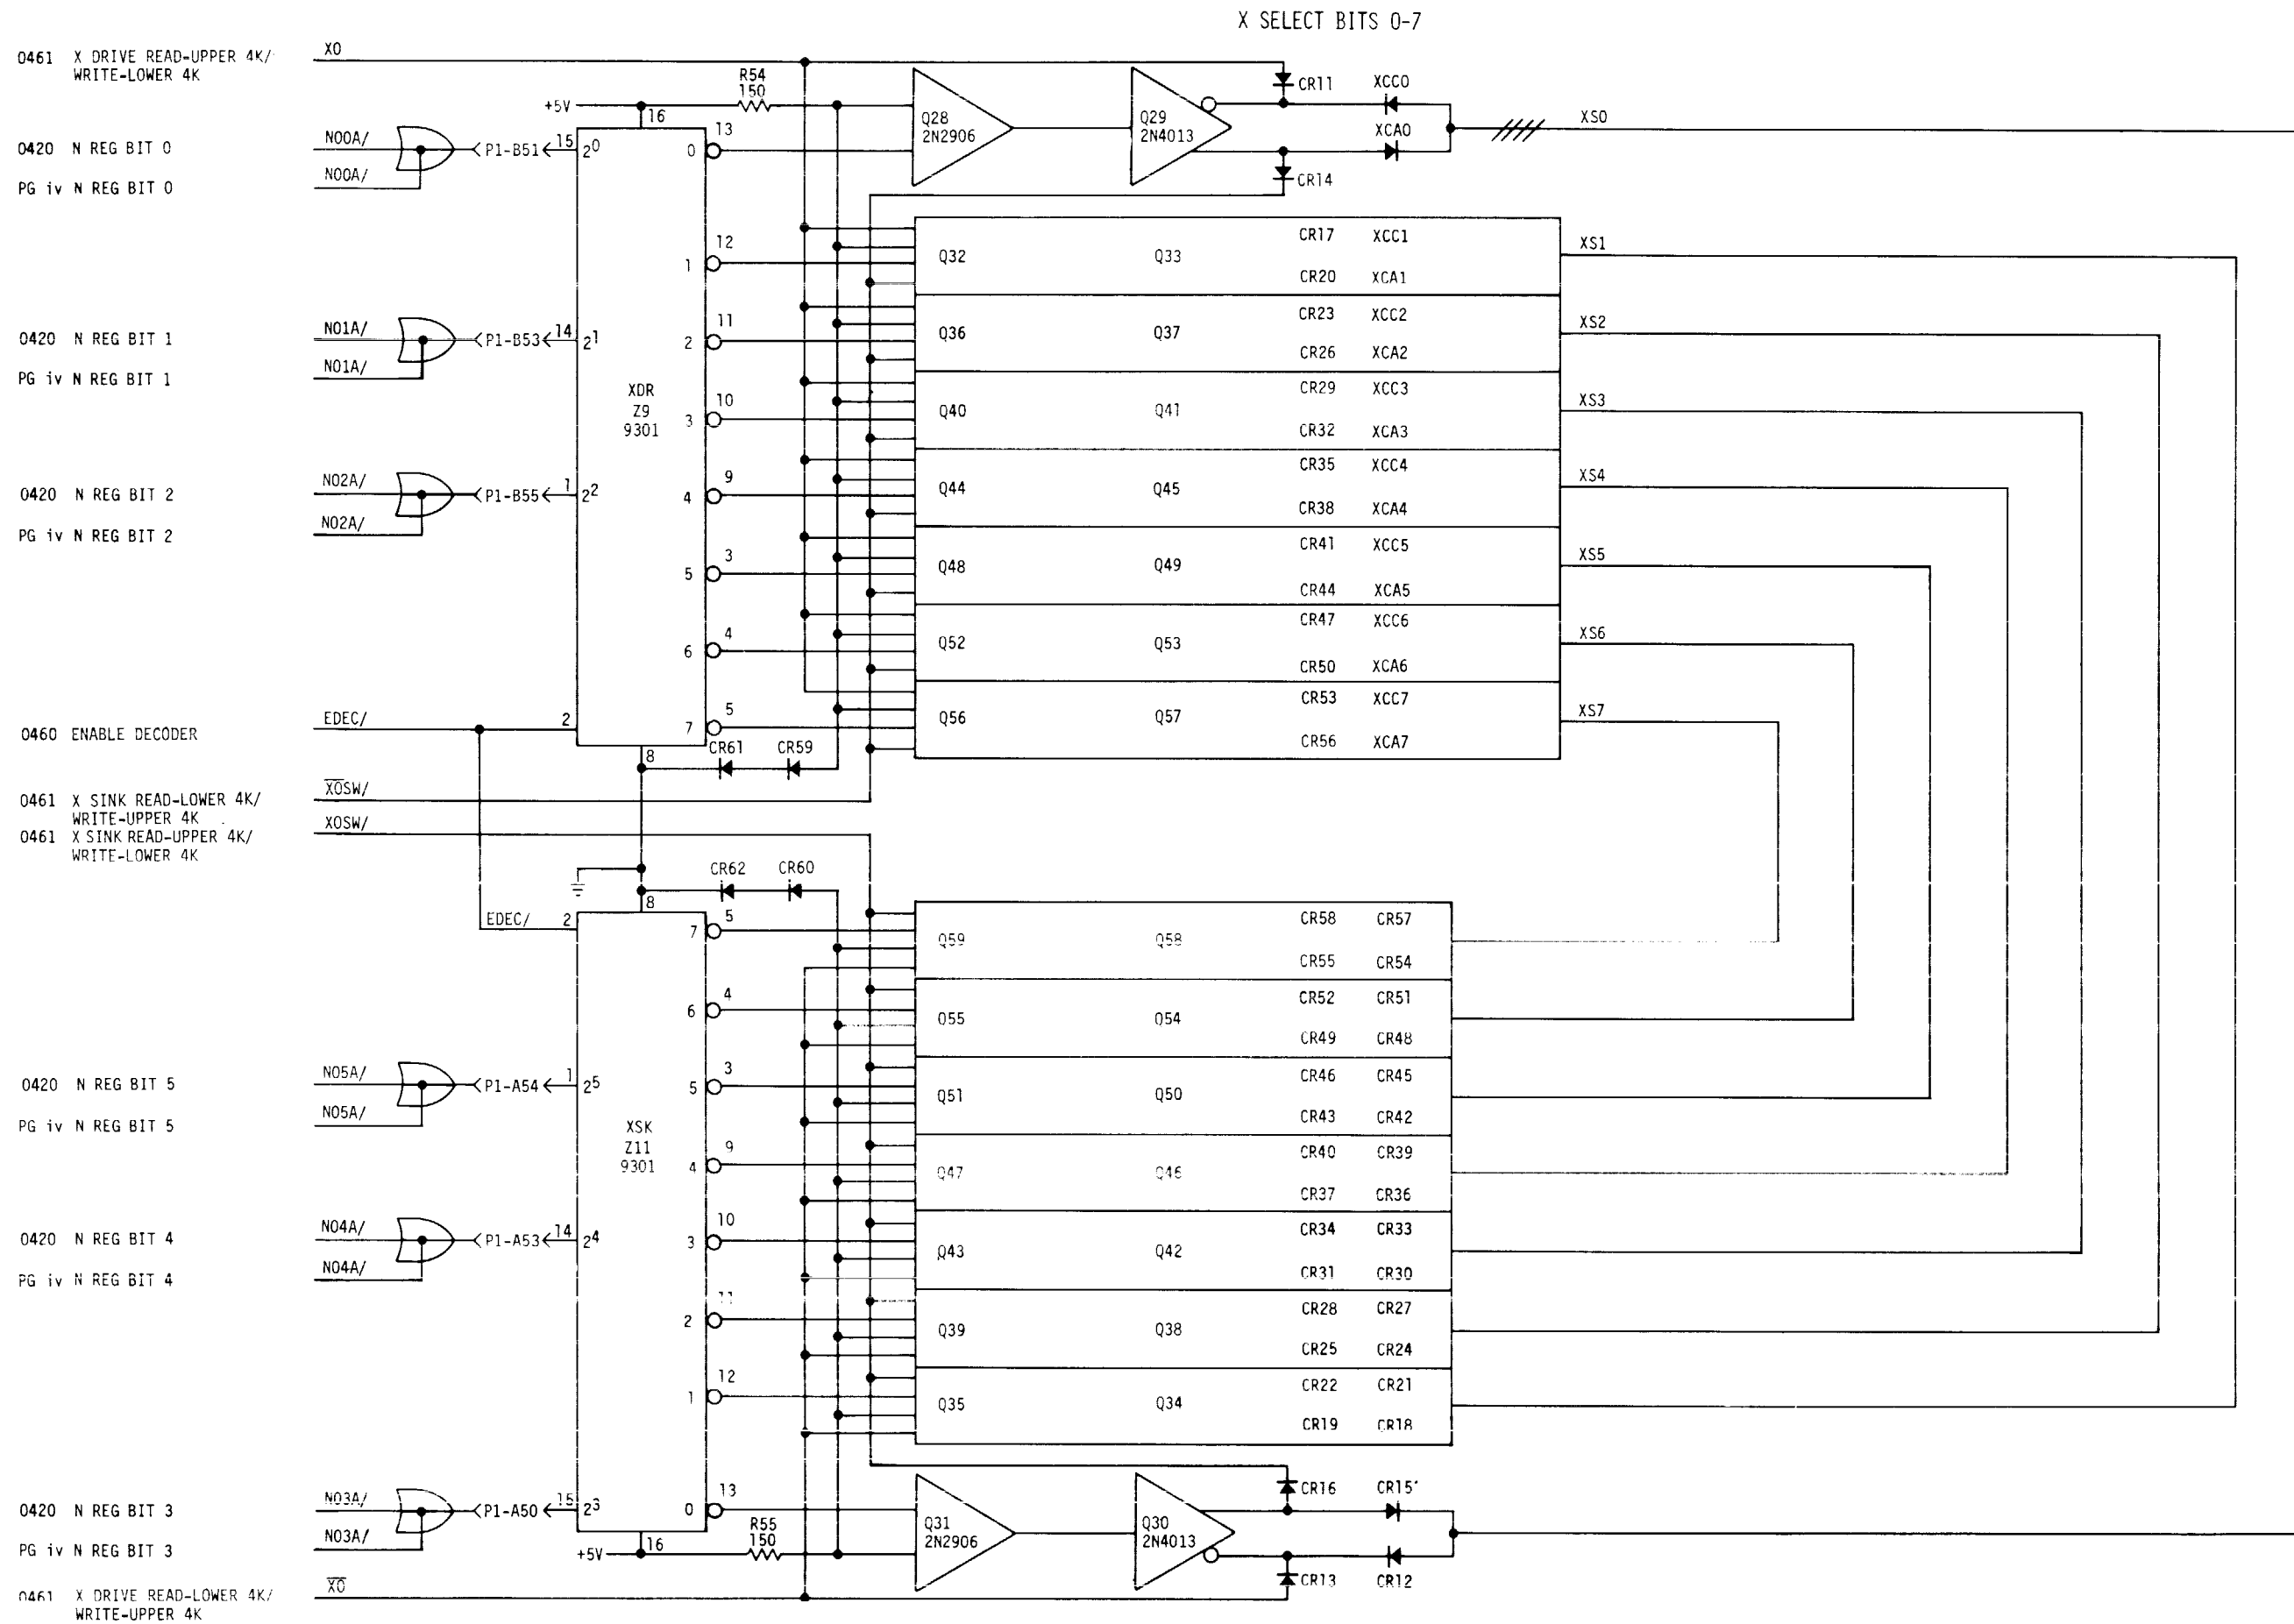 X SELECT BITS 0-7
0461 X DRIVE READ-UPPER 4K/
WRITE-LOWER 4K
X0
R54
150
+5V
16
Q28
2N2906
Q29
2N4013
CR11
XCC0
XCA0
CR14
XS0
0420 N REG BIT 0
N00A/
P1-B51
15
2^0
0
13
PG iv N REG BIT 0
N00A/
1
12
Q32
Q33
CR17
XCC1
CR20
XCA1
XS1
0420 N REG BIT 1
N01A/
P1-B53
14
2^1
2
11
Q36
Q37
CR23
XCC2
CR26
XCA2
XS2
PG iv N REG BIT 1
N01A/
XDR
Z9
9301
3
10
Q40
Q41
CR29
XCC3
CR32
XCA3
XS3
0420 N REG BIT 2
N02A/
P1-B55
1
2^2
4
9
Q44
Q45
CR35
XCC4
CR38
XCA4
XS4
PG iv N REG BIT 2
N02A/
5
3
Q48
Q49
CR41
XCC5
CR44
XCA5
XS5
6
4
Q52
Q53
CR47
XCC6
CR50
XCA6
XS6
0460 ENABLE DECODER
EDEC/
2
7
5
Q56
Q57
CR53
XCC7
CR56
XCA7
XS7
8
CR61
CR59
0461 X SINK READ-LOWER 4K/
WRITE-UPPER 4K
X̅0̅SW/
0461 X SINK READ-UPPER 4K/
WRITE-LOWER 4K
X0SW/
CR62
CR60
8
EDEC/
2
7
5
Q59
Q58
CR58
CR57
CR55
CR54
6
4
Q55
Q54
CR52
CR51
CR49
CR48
0420 N REG BIT 5
N05A/
P1-A54
1
2^5
5
3
Q51
Q50
CR46
CR45
CR43
CR42
PG iv N REG BIT 5
N05A/
XSK
Z11
9301
4
9
Q47
Q46
CR40
CR39
CR37
CR36
0420 N REG BIT 4
N04A/
P1-A53
14
2^4
3
10
Q43
Q42
CR34
CR33
CR31
CR30
PG iv N REG BIT 4
N04A/
2
11
Q39
Q38
CR28
CR27
CR25
CR24
1
12
Q35
Q34
CR22
CR21
CR19
CR18
0420 N REG BIT 3
N03A/
P1-A50
15
2^3
0
13
Q31
2N2906
Q30
2N4013
CR16
CR15
PG iv N REG BIT 3
N03A/
+5V
16
R55
150
CR13
CR12
0461 X DRIVE READ-LOWER 4K/
WRITE-UPPER 4K
X̅0̅